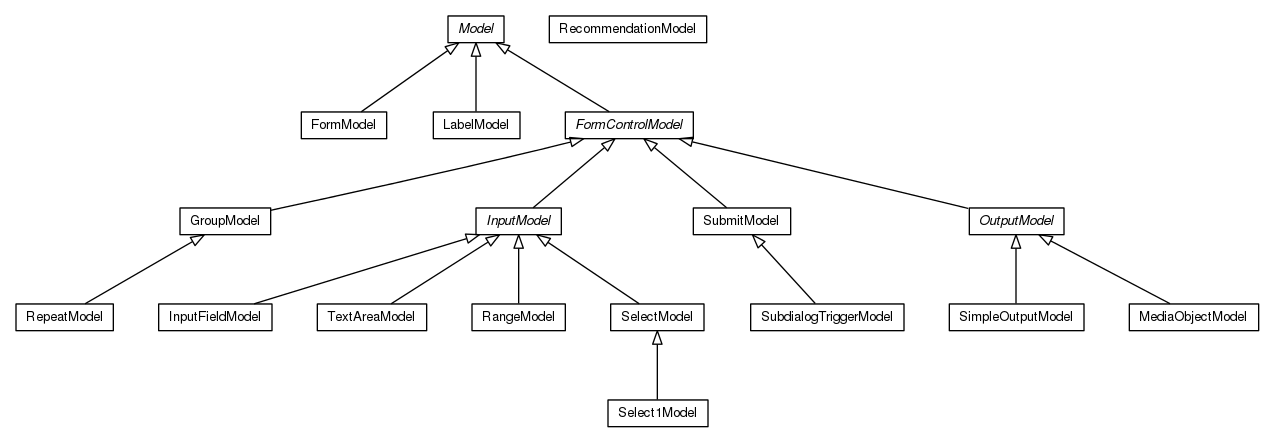 Model
RecommendationModel
FormModel
LabelModel
FormControlModel
GroupModel
InputModel
SubmitModel
OutputModel
RepeatModel
InputFieldModel
TextAreaModel
RangeModel
SelectModel
SubdialogTriggerModel
SimpleOutputModel
MediaObjectModel
Select1Model